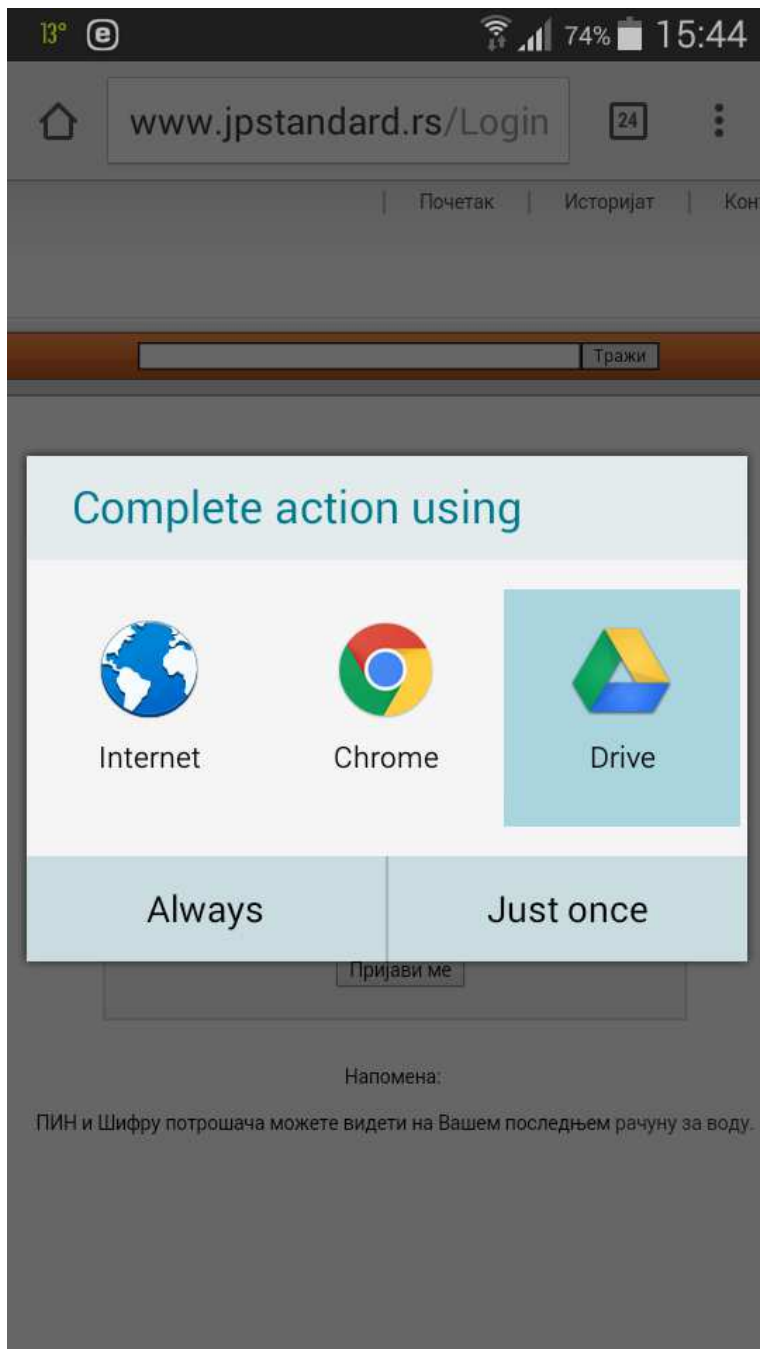 13° e 74% 15:44
www.jpstandard.rs/Login 24
| Почетак | Историјат | Кон
Тражи
Complete action using
Internet Chrome Drive
Always Just once
Пријави ме
Напомена:
ПИН и Шифру потрошача можете видети на Вашем последњем рачуну за воду.